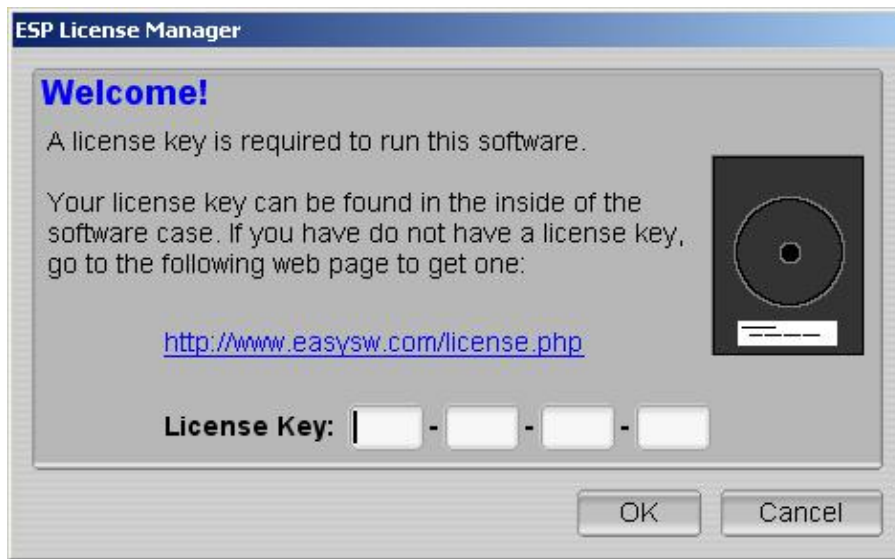 ESP License Manager
Welcome!
A license key is required to run this software.
Your license key can be found in the inside of the
software case. If you have do not have a license key,
go to the following web page to get one:
http://www.easysw.com/license.php
License Key: - - -
OK Cancel